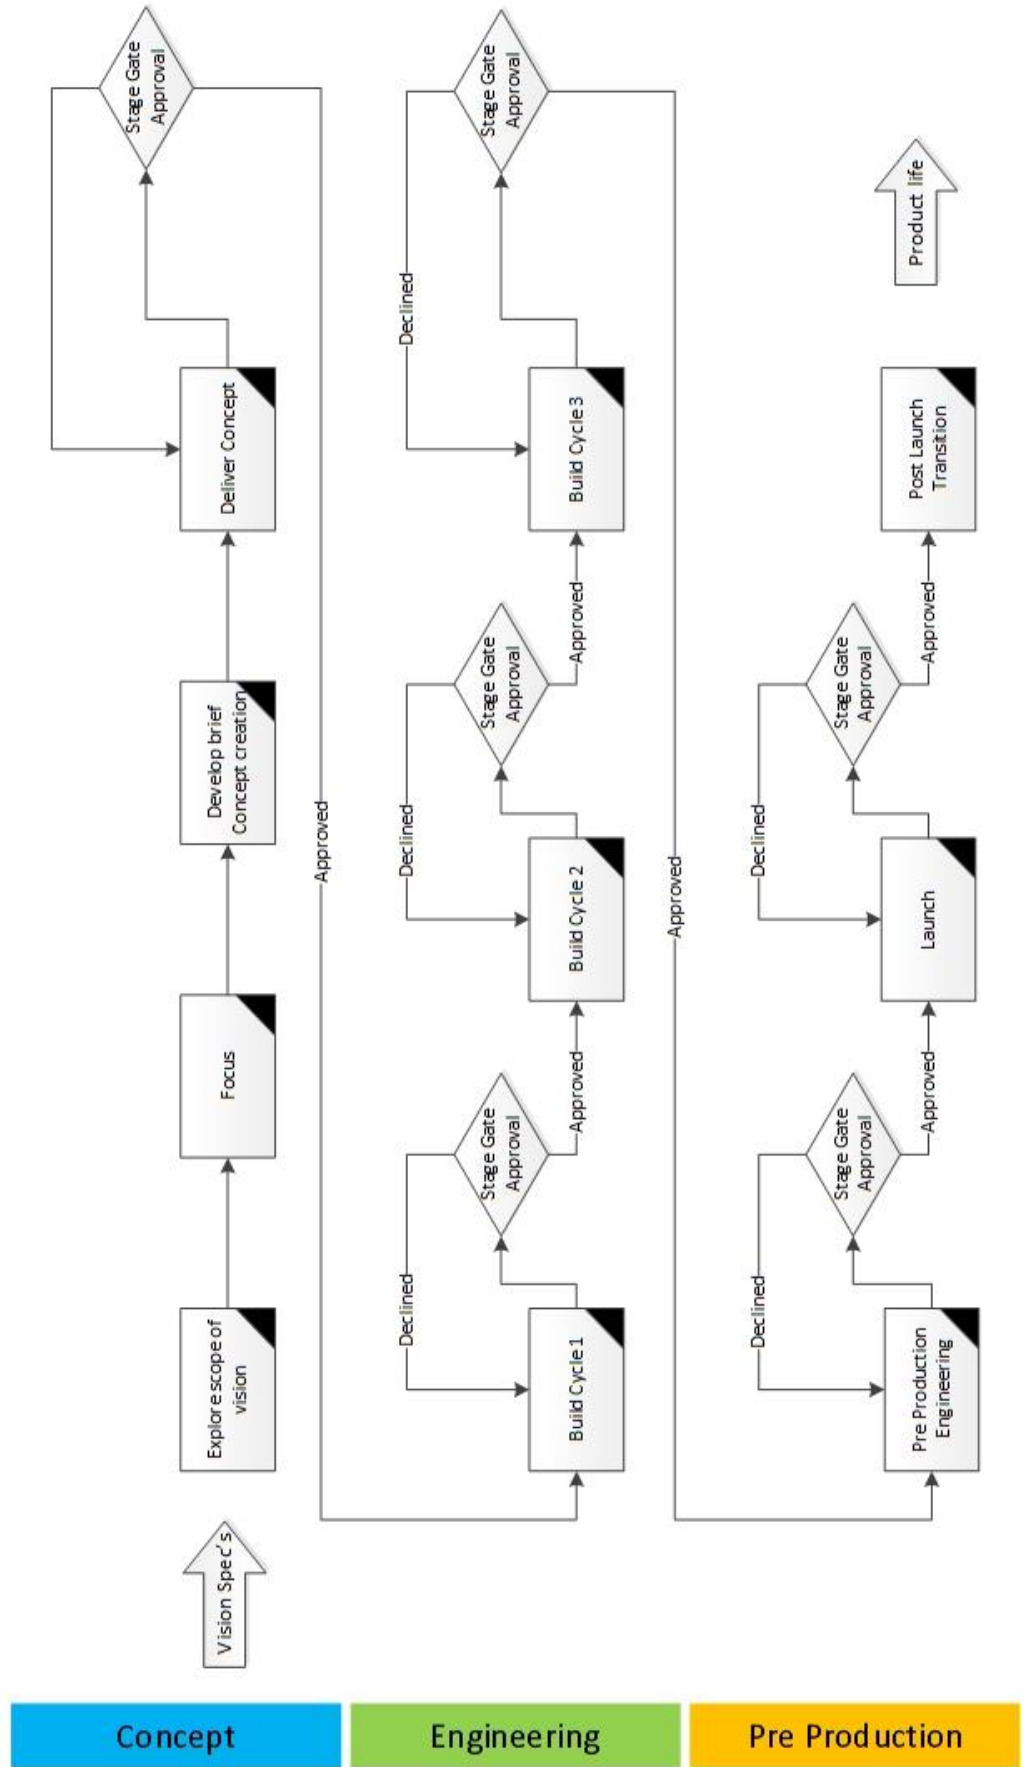 Vision Spec's
Explore scope of
vision
Focus
Develop brief
Concept creation
Deliver Concept
Stage Gate
Approval
Approved
Build Cycle 1
Declined
Stage Gate
Approval
Approved
Build Cycle 2
Declined
Stage Gate
Approval
Approved
Build Cycle 3
Declined
Stage Gate
Approval
Approved
Pre Production
Engineering
Declined
Stage Gate
Approval
Approved
Launch
Declined
Stage Gate
Approval
Approved
Post Launch
Transition
Product life
Concept
Engineering
Pre Production